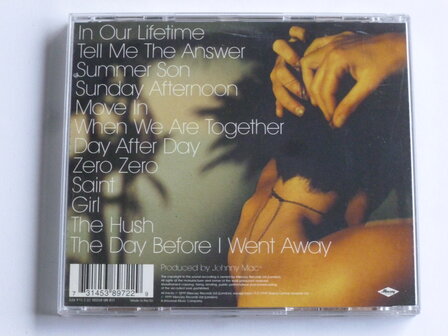 In Our Lifetime
Tell Me The Answer
Summer Son
Sunday Afternoon
Move In
When We Are Together
Day After Day
Zero Zero
Saint
Girl
The Hush
The Day Before I Went Away
Produced by Johnny Mac
7 31453 89722 9